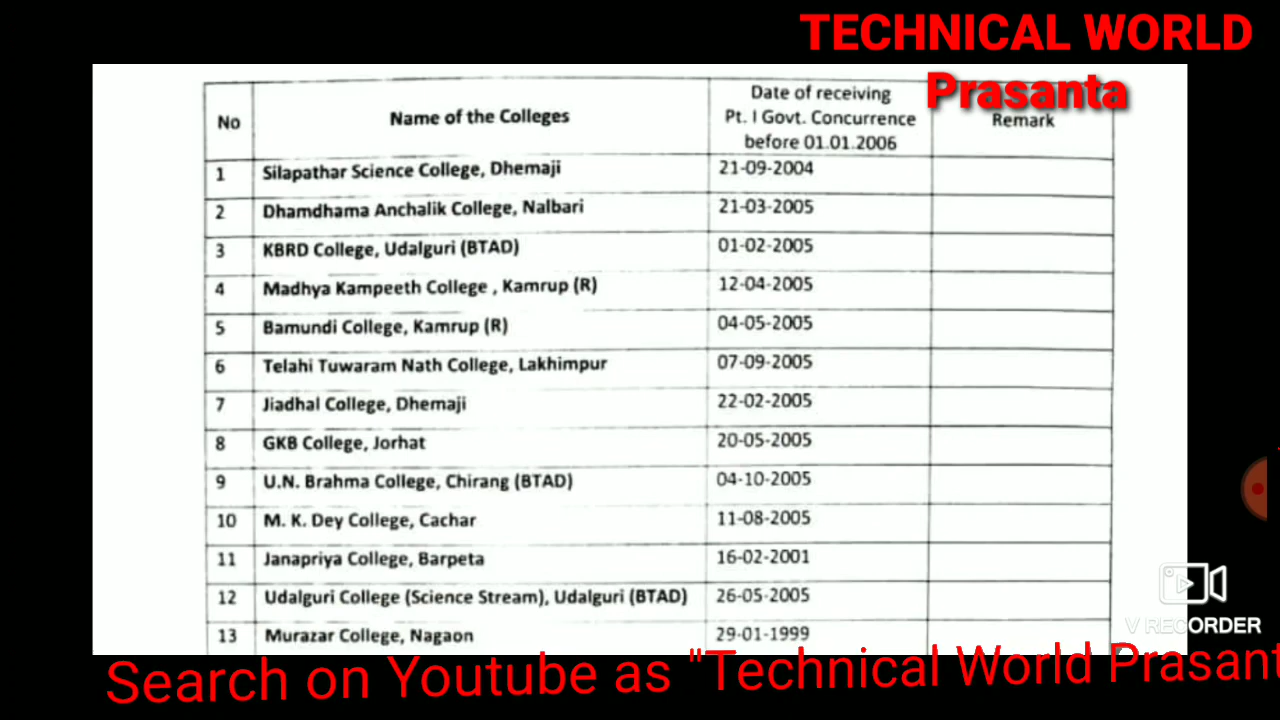 TECHNICAL WORLD
Prasanta
No
Name of the Colleges
Date of receiving
Pt. I Govt. Concurrence
before 01.01.2006
Remark
1 Silapathar Science College, Dhemaji 21-09-2004
2 Dhamdhama Anchalik College, Nalbari 21-03-2005
3 KBRD College, Udalguri (BTAD) 01-02-2005
4 Madhya Kampeeth College , Kamrup (R) 12-04-2005
5 Bamundi College, Kamrup (R) 04-05-2005
6 Telahi Tuwaram Nath College, Lakhimpur 07-09-2005
7 Jiadhal College, Dhemaji 22-02-2005
8 GKB College, Jorhat 20-05-2005
9 U.N. Brahma College, Chirang (BTAD) 04-10-2005
10 M. K. Dey College, Cachar 11-08-2005
11 Janapriya College, Barpeta 16-02-2001
12 Udalguri College (Science Stream), Udalguri (BTAD) 26-05-2005
13 Murazar College, Nagaon 29-01-1999
V RECORDER
Search on Youtube as "Technical World Prasant